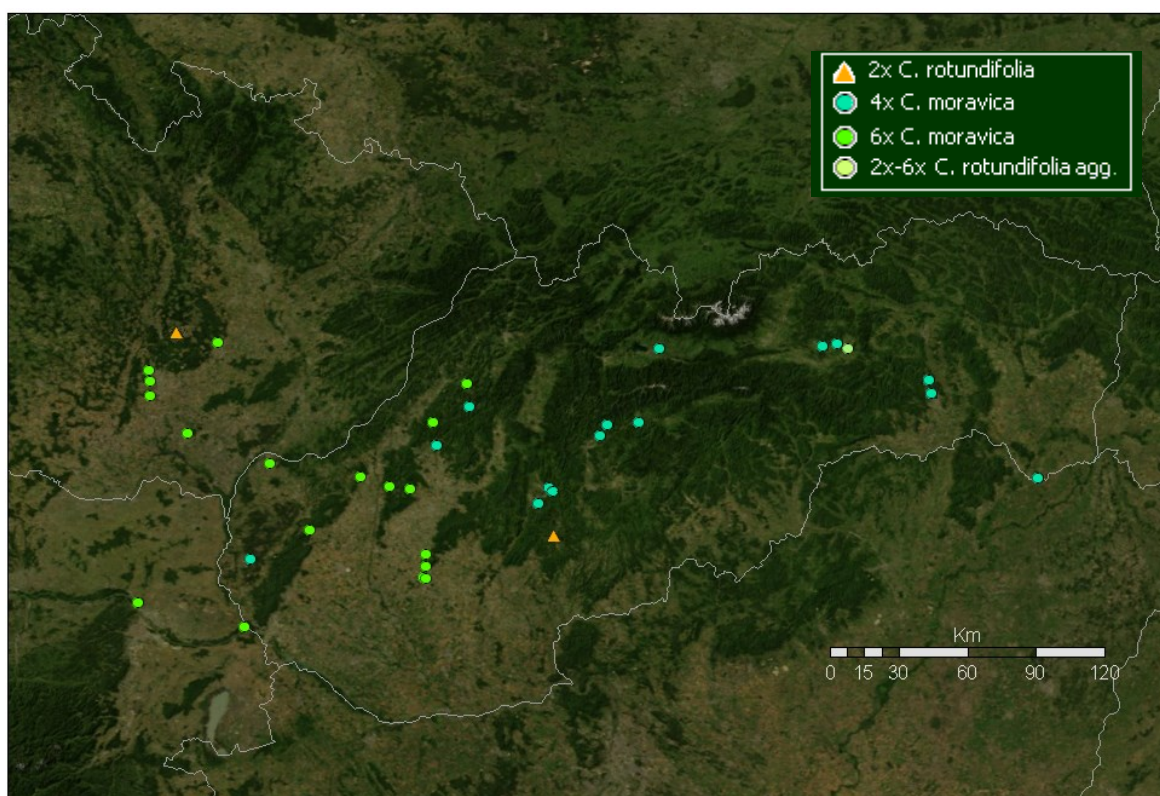 2x C. rotundifolia
4x C. moravica
6x C. moravica
2x-6x C. rotundifolia agg.
Km
0 15 30 60 90 120